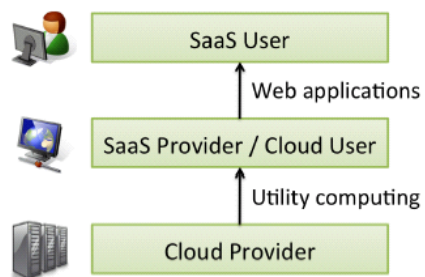 SaaS User
Web applications
SaaS Provider / Cloud User
Utility computing
Cloud Provider